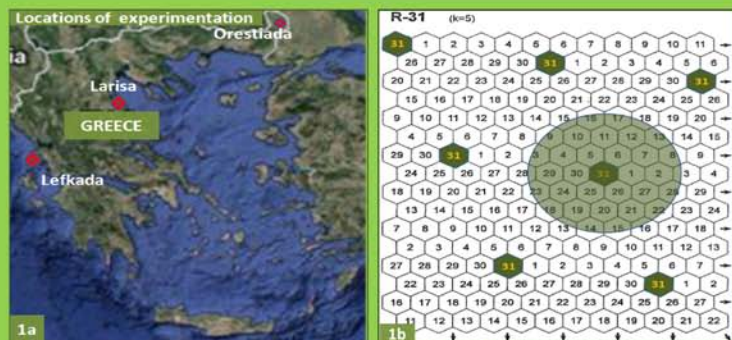 Locations of experimentation
Orestiada
ia
Larisa
GREECE
Lefkada
1a
R-31 (k=5)
31 1 2 3 4 5 6 7 8 9 10 11
26 27 28 29 30 31 1 2 3 4 5 6
20 21 22 23 24 25 26 27 28 29 30 31
15 16 17 18 19 20 21 22 23 24 25 26
9 10 11 12 13 14 15 16 17 18 19 20
4 5 6 7 8 9 10 11 12 13 14 15
29 30 31 1 2 3 4 5 6 7 8 9
24 25 26 27 28 29 30 31 1 2 3 4
18 19 20 21 22 23 24 25 26 27 28 29
13 14 15 16 17 18 19 20 21 22 23 24
7 8 9 10 11 12 13 14 15 16 17 18
2 3 4 5 6 7 8 9 10 11 12 13
27 28 29 30 31 1 2 3 4 5 6 7
22 23 24 25 26 27 28 29 30 31 1 2
16 17 18 19 20 21 22 23 24 25 26 27
11 12 13 14 15 16 17 18 19 20 21 22
1b